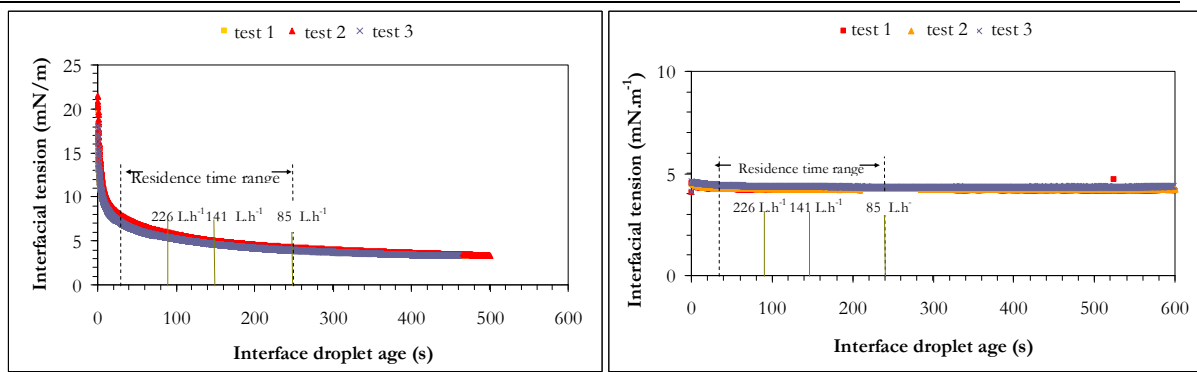 test 1 test 2 test 3
25
20
15
10
5
0
Interfacial tension (mN/m)
Residence time range
226 L.h⁻¹ 141 L.h⁻¹ 85 L.h⁻¹
0 100 200 300 400 500 600
Interface droplet age (s)
test 1 test 2 test 3
10
5
0
Interfacial tension (mN.m⁻¹)
Residence time range
226 L.h⁻¹ 141 L.h⁻¹ 85 L.h⁻
0 100 200 300 400 500 600
Interface droplet age (s)